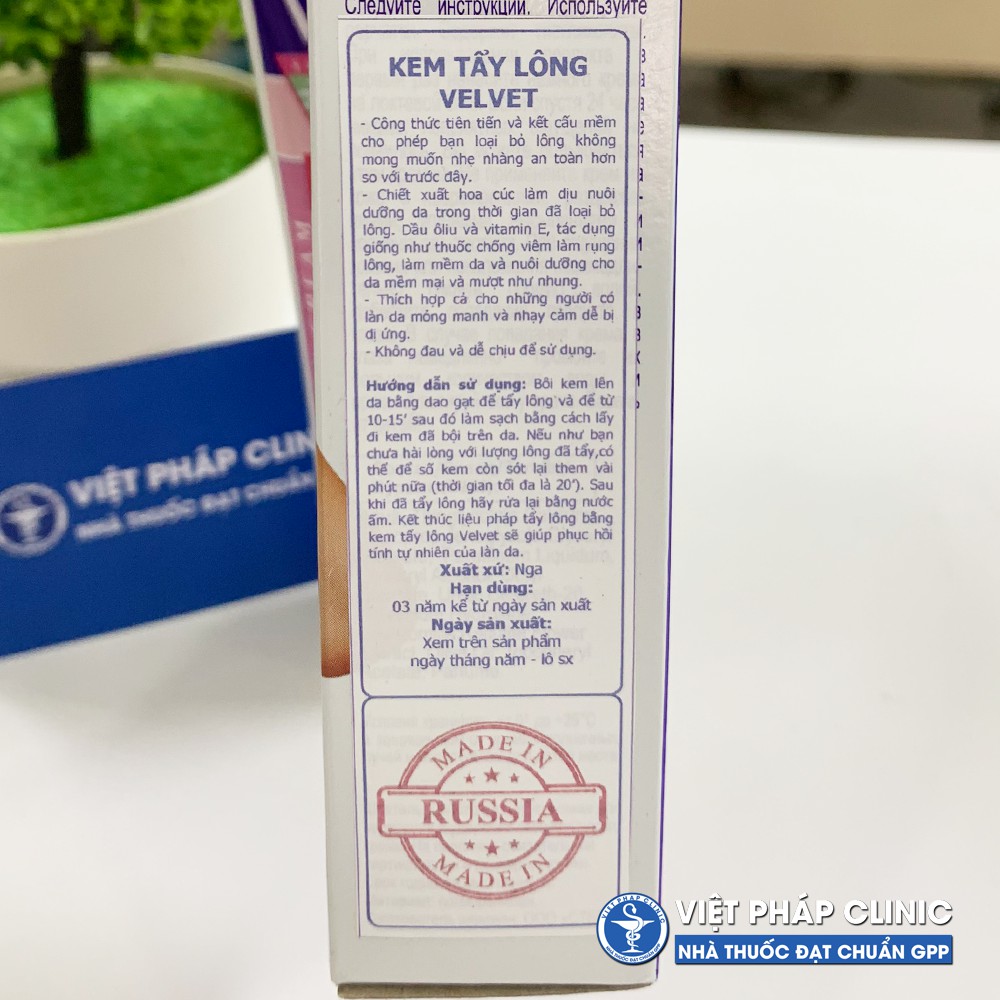 Следуйте инструкции. Используйте
KEM TẨY LÔNG
VELVET
- Công thức tiên tiến và kết cấu mềm
cho phép bạn loại bỏ lông không
mong muốn nhẹ nhàng an toàn hơn
so với trước đây.
- Chiết xuất hoa cúc làm dịu nuôi
dưỡng da trong thời gian đã loại bỏ
lông. Dầu ôliu và vitamin E, tác dụng
giống như thuốc chống viêm làm rụng
lông, làm mềm da và nuôi dưỡng cho
da mềm mại và mượt như nhung.
- Thích hợp cả cho những người có
làn da mỏng manh và nhạy cảm dễ bị
dị ứng.
- Không đau và dễ chịu để sử dụng.
Hướng dẫn sử dụng: Bôi kem lên
da bằng dao gạt để tẩy lông và để từ
10-15' sau đó làm sạch bằng cách lấy
đi kem đã bội trên da. Nếu như bạn
chưa hài lòng với lượng lông đã tẩy,có
thể để số kem còn sót lại them vài
phút nữa (thời gian tối đa là 20'). Sau
khi đã tẩy lông hãy rửa lại bằng nước
ấm. Kết thúc liệu pháp tẩy lông bằng
kem tẩy lông Velvet sẽ giúp phục hồi
tính tự nhiên của làn da.
Xuất xứ: Nga
Hạn dùng:
03 năm kể từ ngày sản xuất
Ngày sản xuất:
Xem trên sản phẩm
ngày tháng năm - lô sx
MADE IN
RUSSIA
MADE IN
VIỆT PHÁP CLIN
NHÀ THUỐC ĐẠT CHUẨN
VIỆT PHÁP CLINIC
VIỆT PHÁP CLINIC
NHÀ THUỐC ĐẠT CHUẨN GPP
NHÀ THUỐC ĐẠT CHUẨN GPP